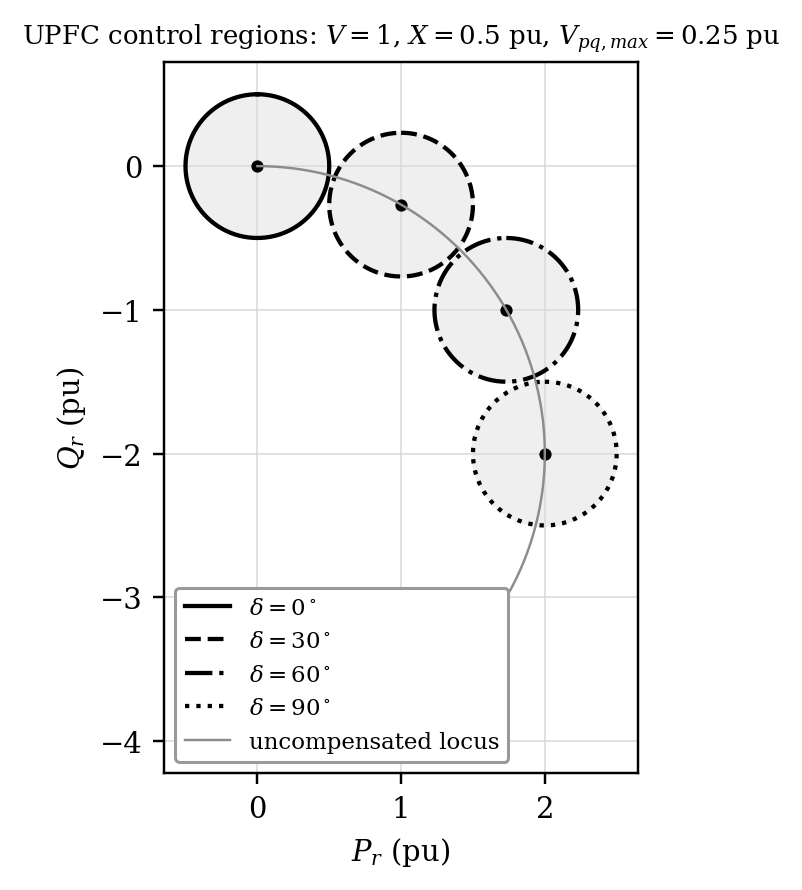 UPFC control regions: V = 1, X = 0.5 pu, V_{pq,max} = 0.25 pu
0
−1
−2
−3
−4
Q_r (pu)
δ = 0°
δ = 30°
δ = 60°
δ = 90°
uncompensated locus
0 1 2
P_r (pu)